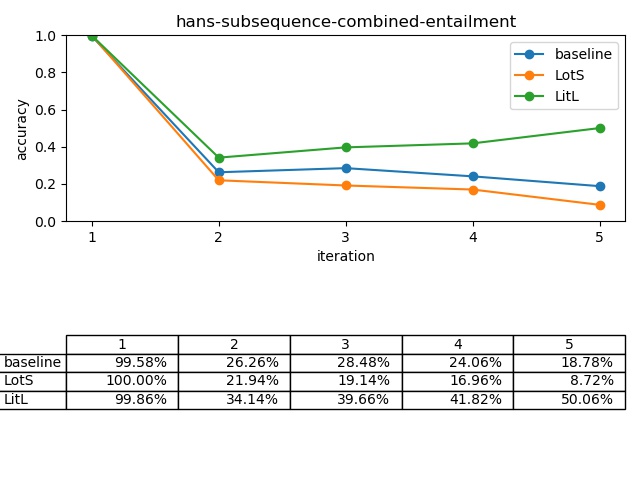 hans-subsequence-combined-entailment
1.0
0.8
0.6
0.4
0.2
0.0
accuracy
baseline
LotS
LitL
1 2 3 4 5
iteration
1 2 3 4 5
baseline 99.58% 26.26% 28.48% 24.06% 18.78%
LotS 100.00% 21.94% 19.14% 16.96% 8.72%
LitL 99.86% 34.14% 39.66% 41.82% 50.06%